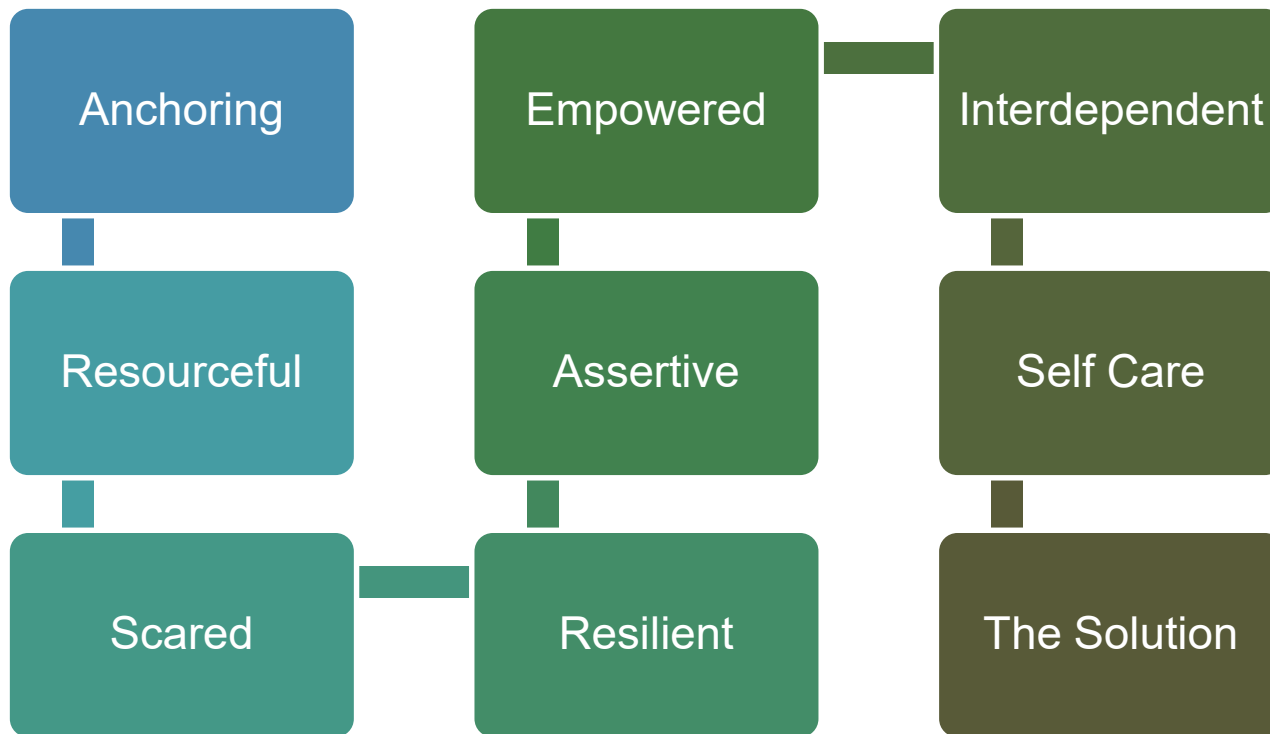 Anchoring
Resourceful
Scared
Resilient
Assertive
Empowered
Interdependent
Self Care
The Solution